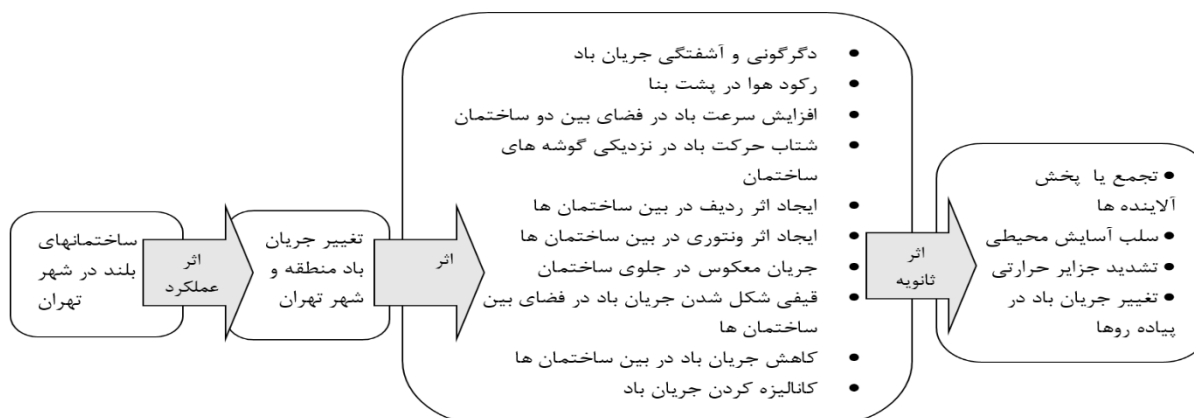 ساختمانهای
بلند در شهر
تهران
اثر
عملکرد
تغییر جریان
باد منطقه و
شهر تهران
اثر
• دگرگونی و آشفتگی جریان باد
• رکود هوا در پشت بنا
• افزایش سرعت باد در فضای بین دو ساختمان
• شتاب حرکت باد در نزدیکی گوشه های
ساختمان
• ایجاد اثر ردیف در بین ساختمان ها
• ایجاد اثر ونتوری در بین ساختمان ها
• جریان معکوس در جلوی ساختمان
• قیفی شکل شدن جریان باد در فضای بین
ساختمان ها
• کاهش جریان باد در بین ساختمان ها
• کانالیزه کردن جریان باد
اثر
ثانویه
• تجمع یا پخش
آلاینده ها
• سلب آسایش محیطی
• تشدید جزایر حرارتی
• تغییر جریان باد در
پیاده روها